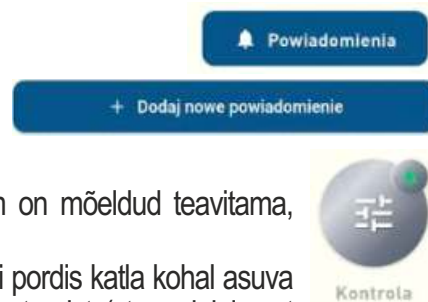 Powiadomienia
+ Dodaj nowe powiadomienie
on mõeldud teavitama,
pordis katla kohal asuva
Kontrola